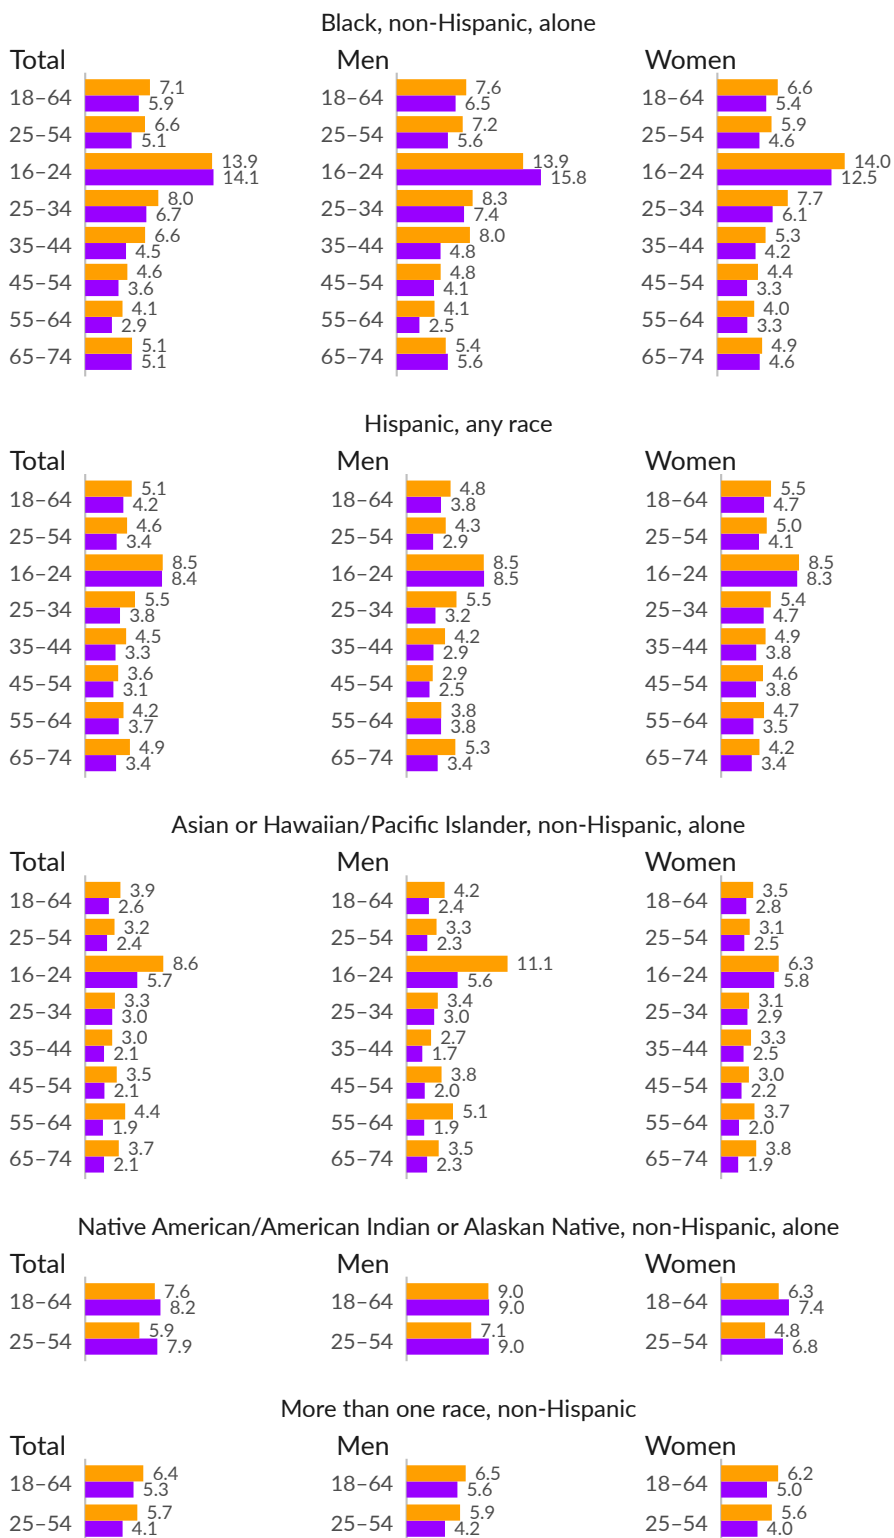 Black, non-Hispanic, alone
Total Men Women
18–64 7.1 5.9 18–64 7.6 6.5 18–64 6.6 5.4
25–54 6.6 5.1 25–54 7.2 5.6 25–54 5.9 4.6
16–24 13.9 14.1 16–24 13.9 15.8 16–24 14.0 12.5
25–34 8.0 6.7 25–34 8.3 7.4 25–34 7.7 6.1
35–44 6.6 4.5 35–44 8.0 4.8 35–44 5.3 4.2
45–54 4.6 3.6 45–54 4.8 4.1 45–54 4.4 3.3
55–64 4.1 2.9 55–64 4.1 2.5 55–64 4.0 3.3
65–74 5.1 5.1 65–74 5.4 5.6 65–74 4.9 4.6
Hispanic, any race
Total Men Women
18–64 5.1 4.2 18–64 4.8 3.8 18–64 5.5 4.7
25–54 4.6 3.4 25–54 4.3 2.9 25–54 5.0 4.1
16–24 8.5 8.4 16–24 8.5 8.5 16–24 8.5 8.3
25–34 5.5 3.8 25–34 5.5 3.2 25–34 5.4 4.7
35–44 4.5 3.3 35–44 4.2 2.9 35–44 4.9 3.8
45–54 3.6 3.1 45–54 2.9 2.5 45–54 4.6 3.8
55–64 4.2 3.7 55–64 3.8 3.8 55–64 4.7 3.5
65–74 4.9 3.4 65–74 5.3 3.4 65–74 4.2 3.4
Asian or Hawaiian/Pacific Islander, non-Hispanic, alone
Total Men Women
18–64 3.9 2.6 18–64 4.2 2.4 18–64 3.5 2.8
25–54 3.2 2.4 25–54 3.3 2.3 25–54 3.1 2.5
16–24 8.6 5.7 16–24 11.1 5.6 16–24 6.3 5.8
25–34 3.3 3.0 25–34 3.4 3.0 25–34 3.1 2.9
35–44 3.0 2.1 35–44 2.7 1.7 35–44 3.3 2.5
45–54 3.5 2.1 45–54 3.8 2.0 45–54 3.0 2.2
55–64 4.4 1.9 55–64 5.1 1.9 55–64 3.7 2.0
65–74 3.7 2.1 65–74 3.5 2.3 65–74 3.8 1.9
Native American/American Indian or Alaskan Native, non-Hispanic, alone
Total Men Women
18–64 7.6 8.2 18–64 9.0 9.0 18–64 6.3 7.4
25–54 5.9 7.9 25–54 7.1 9.0 25–54 4.8 6.8
More than one race, non-Hispanic
Total Men Women
18–64 6.4 5.3 18–64 6.5 5.6 18–64 6.2 5.0
25–54 5.7 4.1 25–54 5.9 4.2 25–54 5.6 4.0